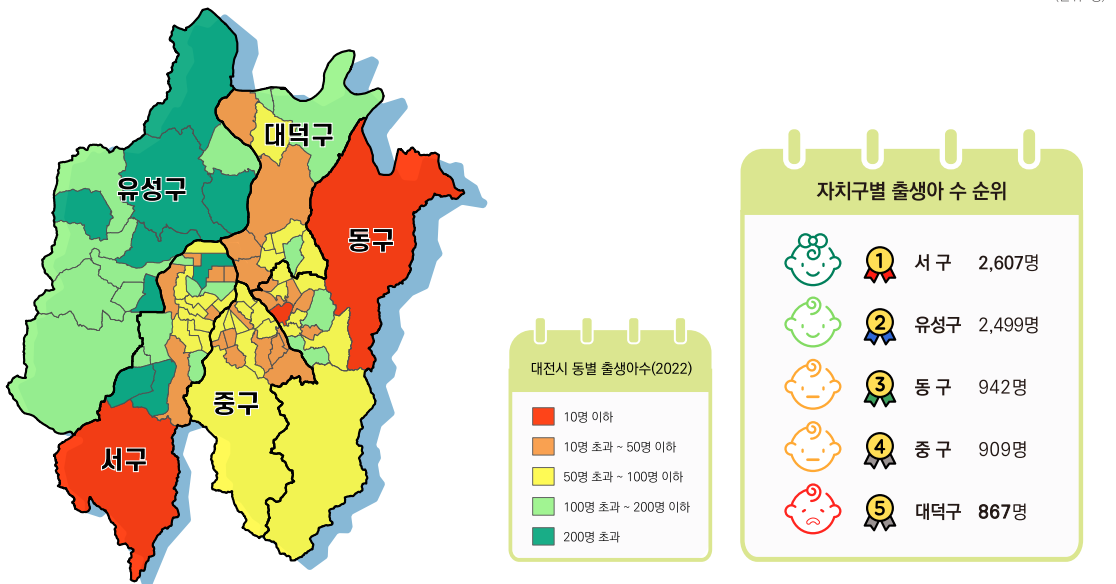 대덕구
유성구
동구
중구
서구
대전시 동별 출생아수(2022)
10명 이하
10명 초과 ~ 50명 이하
50명 초과 ~ 100명 이하
100명 초과 ~ 200명 이하
200명 초과
자치구별 출생아 수 순위
1 서 구 2,607명
2 유성구 2,499명
3 동 구 942명
4 중 구 909명
5 대덕구 867명